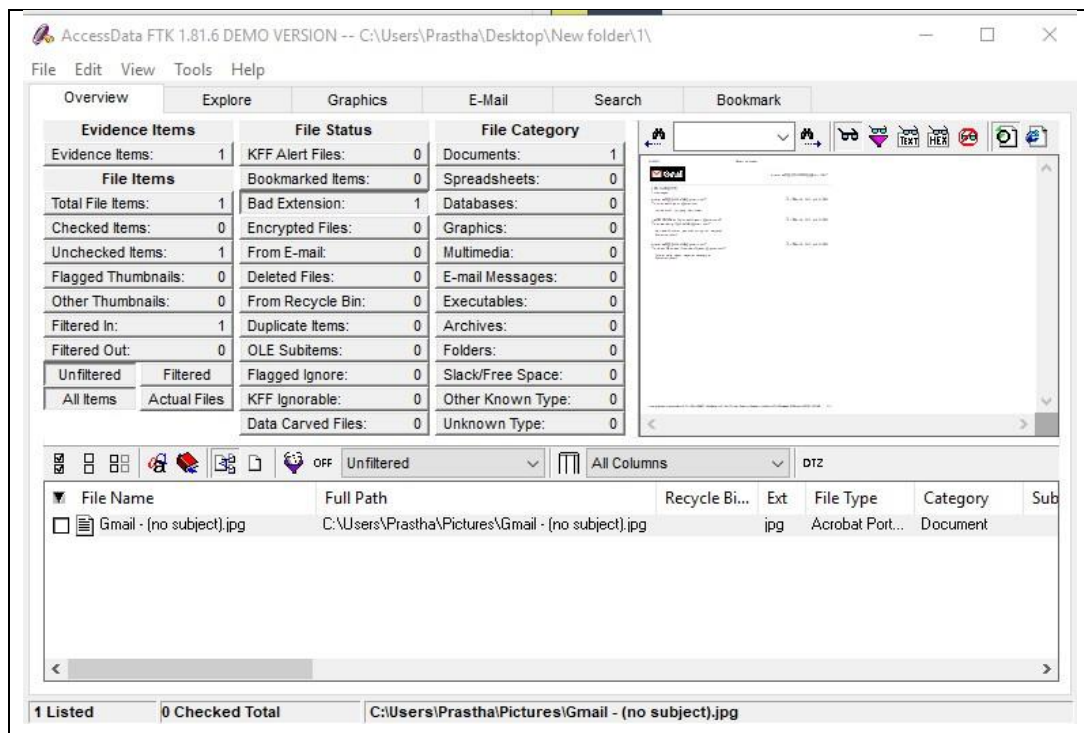 AccessData FTK 1.81.6 DEMO VERSION -- C:\Users\Prastha\Desktop\New folder\1\
File Edit View Tools Help
Overview Explore Graphics E-Mail Search Bookmark
Evidence Items File Status File Category
Evidence Items: 1 KFF Alert Files: 0 Documents: 1
File Items Bookmarked Items: 0 Spreadsheets: 0
Total File Items: 1 Bad Extension: 1 Databases: 0
Checked Items: 0 Encrypted Files: 0 Graphics: 0
Unchecked Items: 1 From E-mail: 0 Multimedia: 0
Flagged Thumbnails: 0 Deleted Files: 0 E-mail Messages: 0
Other Thumbnails: 0 From Recycle Bin: 0 Executables: 0
Filtered In: 1 Duplicate Items: 0 Archives: 0
Filtered Out: 0 OLE Subitems: 0 Folders: 0
Unfiltered Filtered Flagged Ignore: 0 Slack/Free Space: 0
All Items Actual Files KFF Ignorable: 0 Other Known Type: 0
Data Carved Files: 0 Unknown Type: 0
TEXT HEX
Gmail
OFF Unfiltered All Columns DTZ
File Name Full Path Recycle Bi... Ext File Type Category Sub
Gmail - (no subject).jpg C:\Users\Prastha\Pictures\Gmail - (no subject).jpg jpg Acrobat Port... Document
1 Listed 0 Checked Total C:\Users\Prastha\Pictures\Gmail - (no subject).jpg